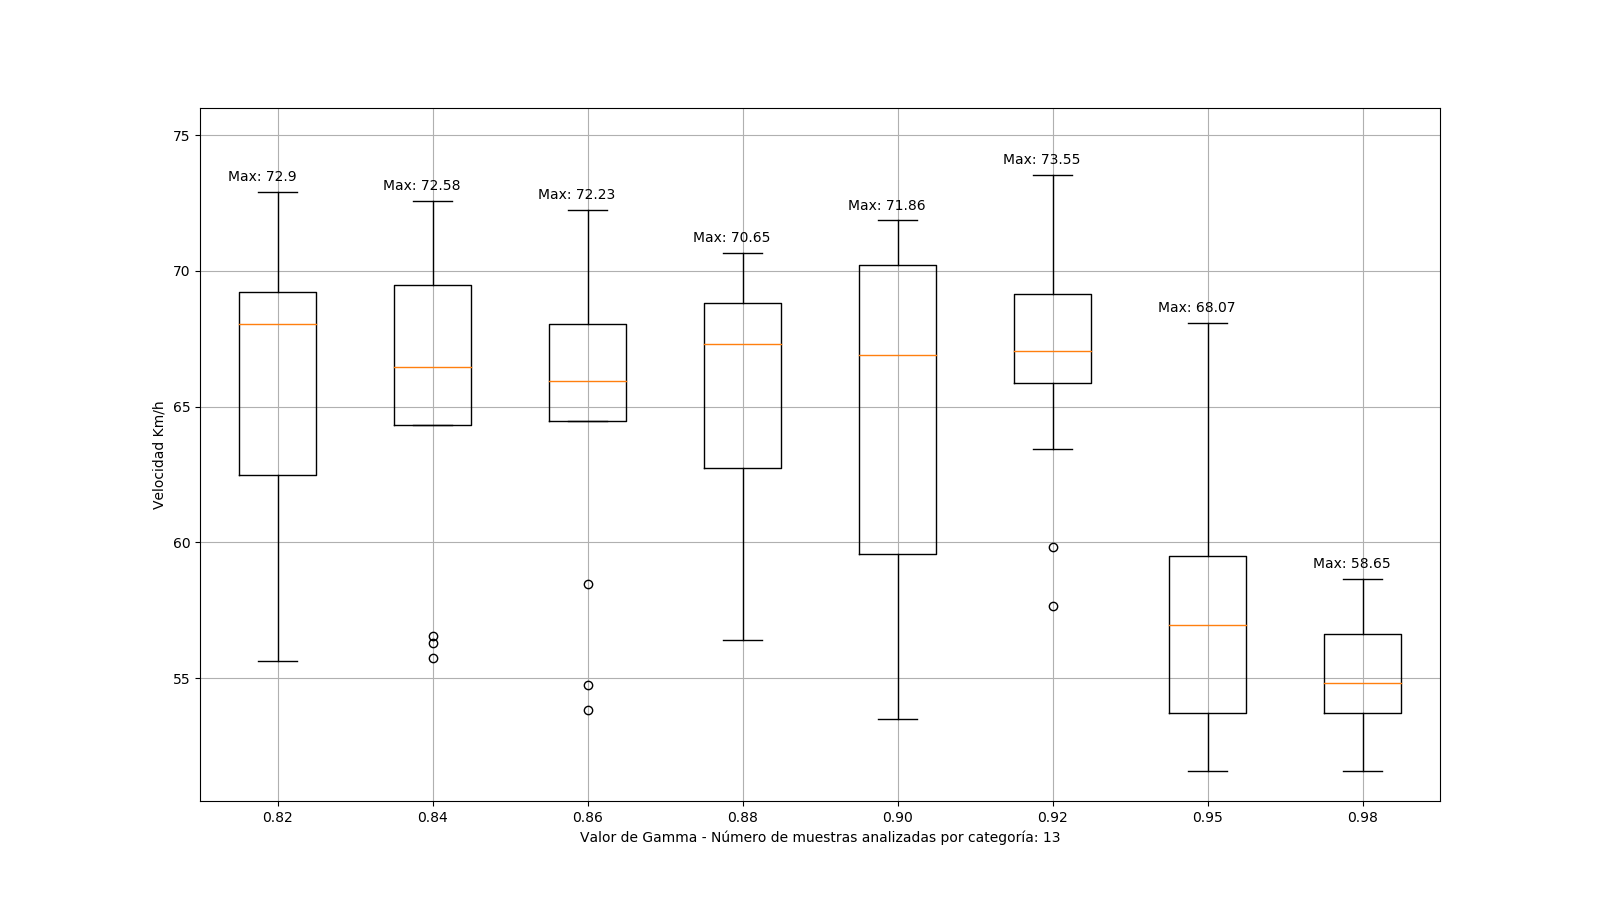 Max: 73.55
Max: 72.9
Max: 72.58
Max: 72.23
Max: 71.86
Max: 70.65
Max: 68.07
Max: 58.65
75
70
65
60
55
Velocidad Km/h
0.82 0.84 0.86 0.88 0.90 0.92 0.95 0.98
Valor de Gamma - Número de muestras analizadas por categoría: 13